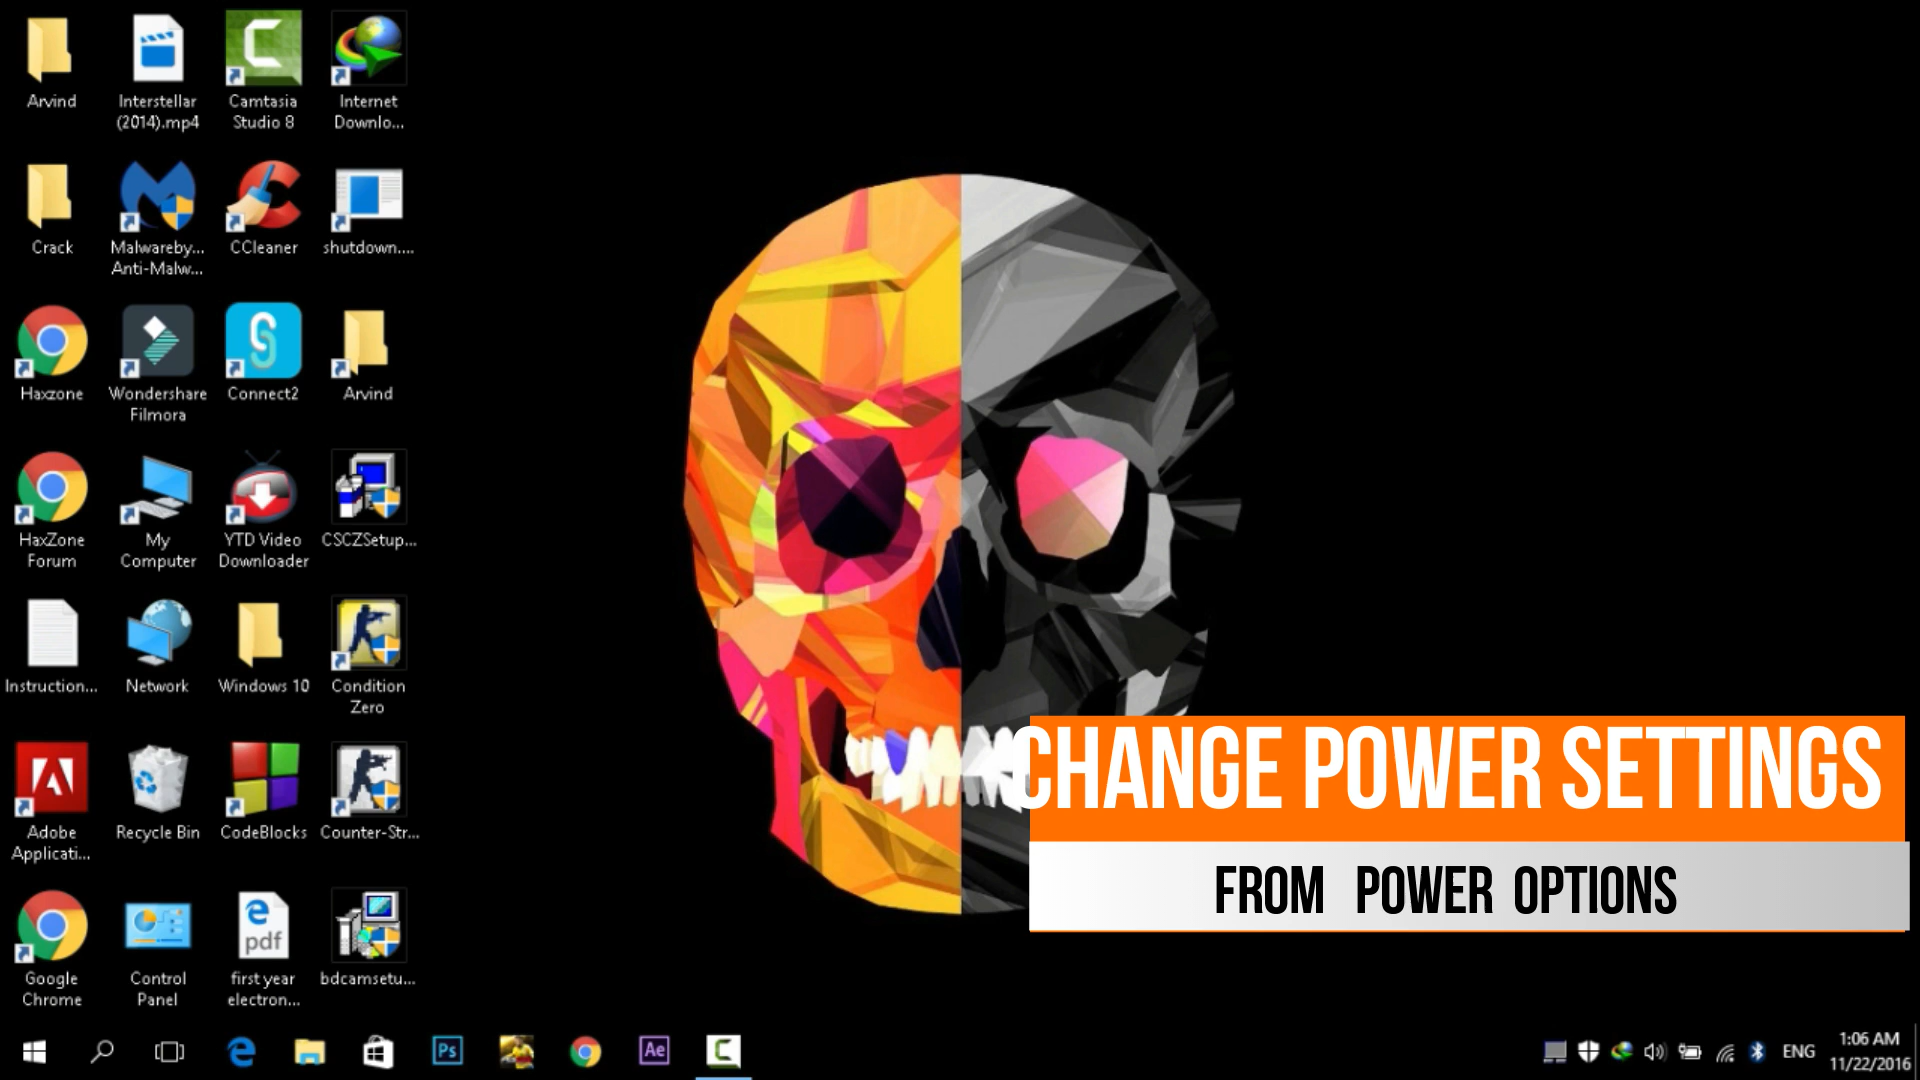 Arvind
Interstellar
(2014).mp4
Camtasia
Studio 8
Internet
Downlo...
Crack
Malwareby...
Anti-Malw...
CCleaner
shutdown....
Haxzone
Wondershare
Filmora
Connect2
Arvind
HaxZone
Forum
My
Computer
YTD Video
Downloader
CSCZSetup...
Instruction...
Network
Windows 10
Condition
Zero
Adobe
Applicati...
Recycle Bin
CodeBlocks
Counter-Str...
pdf
Google
Chrome
Control
Panel
first year
electron...
bdcamsetu...
CHANGE POWER SETTINGS
FROM POWER OPTIONS
Ps
Ae
ENG
1:06 AM
11/22/2016